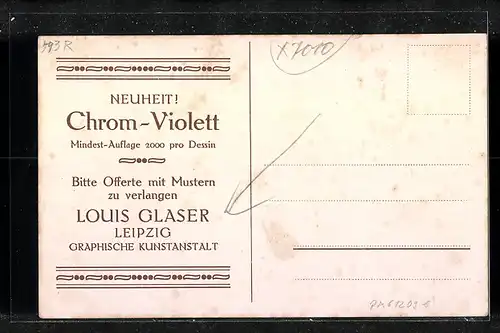 X7010
NEUHEIT!
Chrom-Violett
Mindest-Auflage 2000 pro Dessin
Bitte Offerte mit Mustern
zu verlangen
LOUIS GLASER
LEIPZIG
GRAPHISCHE KUNSTANSTALT